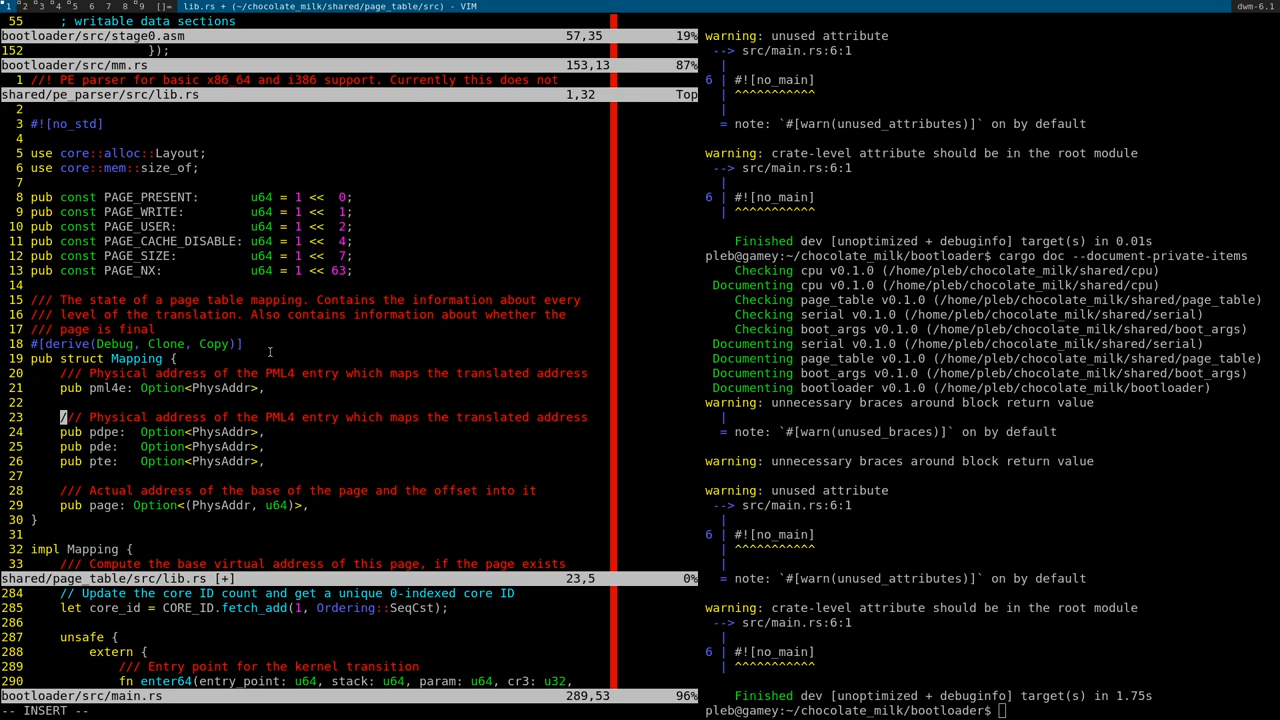 1 2 3 4 5 6 7 8 9 []= lib.rs + (~/chocolate_milk/shared/page_table/src) - VIM dwm-6.1
55 ; writable data sections
bootloader/src/stage0.asm 57,35 19%
152 });
bootloader/src/mm.rs 153,13 87%
1 //! PE parser for basic x86_64 and i386 support. Currently this does not
shared/pe_parser/src/lib.rs 1,32 Top
2
3 #![no_std]
4
5 use core::alloc::Layout;
6 use core::mem::size_of;
7
8 pub const PAGE_PRESENT: u64 = 1 << 0;
9 pub const PAGE_WRITE: u64 = 1 << 1;
10 pub const PAGE_USER: u64 = 1 << 2;
11 pub const PAGE_CACHE_DISABLE: u64 = 1 << 4;
12 pub const PAGE_SIZE: u64 = 1 << 7;
13 pub const PAGE_NX: u64 = 1 << 63;
14
15 /// The state of a page table mapping. Contains the information about every
16 /// level of the translation. Also contains information about whether the
17 /// page is final
18 #[derive(Debug, Clone, Copy)]
19 pub struct Mapping {
20 /// Physical address of the PML4 entry which maps the translated address
21 pub pml4e: Option<PhysAddr>,
22
23 /// Physical address of the PML4 entry which maps the translated address
24 pub pdpe: Option<PhysAddr>,
25 pub pde: Option<PhysAddr>,
26 pub pte: Option<PhysAddr>,
27
28 /// Actual address of the base of the page and the offset into it
29 pub page: Option<(PhysAddr, u64)>,
30 }
31
32 impl Mapping {
33 /// Compute the base virtual address of this page, if the page exists
shared/page_table/src/lib.rs [+] 23,5 0%
284 // Update the core ID count and get a unique 0-indexed core ID
285 let core_id = CORE_ID.fetch_add(1, Ordering::SeqCst);
286
287 unsafe {
288 extern {
289 /// Entry point for the kernel transition
290 fn enter64(entry_point: u64, stack: u64, param: u64, cr3: u32,
bootloader/src/main.rs 289,53 96%
-- INSERT --
warning: unused attribute
--> src/main.rs:6:1
|
6 | #![no_main]
| ^^^^^^^^^^^
|
= note: `#[warn(unused_attributes)]` on by default
warning: crate-level attribute should be in the root module
--> src/main.rs:6:1
|
6 | #![no_main]
| ^^^^^^^^^^^
Finished dev [unoptimized + debuginfo] target(s) in 0.01s
pleb@gamey:~/chocolate_milk/bootloader$ cargo doc --document-private-items
Checking cpu v0.1.0 (/home/pleb/chocolate_milk/shared/cpu)
Documenting cpu v0.1.0 (/home/pleb/chocolate_milk/shared/cpu)
Checking page_table v0.1.0 (/home/pleb/chocolate_milk/shared/page_table)
Checking serial v0.1.0 (/home/pleb/chocolate_milk/shared/serial)
Checking boot_args v0.1.0 (/home/pleb/chocolate_milk/shared/boot_args)
Documenting serial v0.1.0 (/home/pleb/chocolate_milk/shared/serial)
Documenting page_table v0.1.0 (/home/pleb/chocolate_milk/shared/page_table)
Documenting boot_args v0.1.0 (/home/pleb/chocolate_milk/shared/boot_args)
Documenting bootloader v0.1.0 (/home/pleb/chocolate_milk/bootloader)
warning: unnecessary braces around block return value
|
= note: `#[warn(unused_braces)]` on by default
warning: unnecessary braces around block return value
warning: unused attribute
--> src/main.rs:6:1
|
6 | #![no_main]
| ^^^^^^^^^^^
|
= note: `#[warn(unused_attributes)]` on by default
warning: crate-level attribute should be in the root module
--> src/main.rs:6:1
|
6 | #![no_main]
| ^^^^^^^^^^^
Finished dev [unoptimized + debuginfo] target(s) in 1.75s
pleb@gamey:~/chocolate_milk/bootloader$